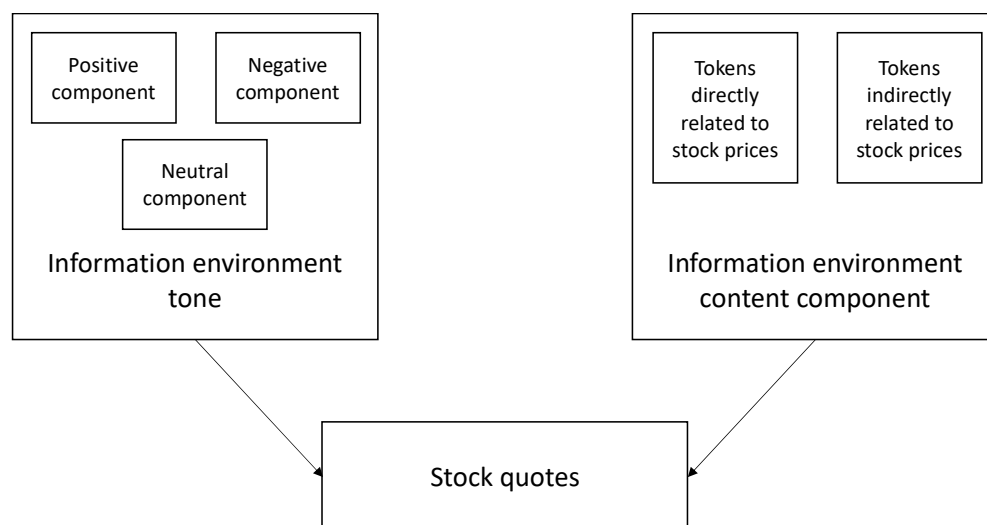 Positive
component
Negative
component
Neutral
component
Information environment
tone
Tokens
directly
related to
stock prices
Tokens
indirectly
related to
stock prices
Information environment
content component
Stock quotes